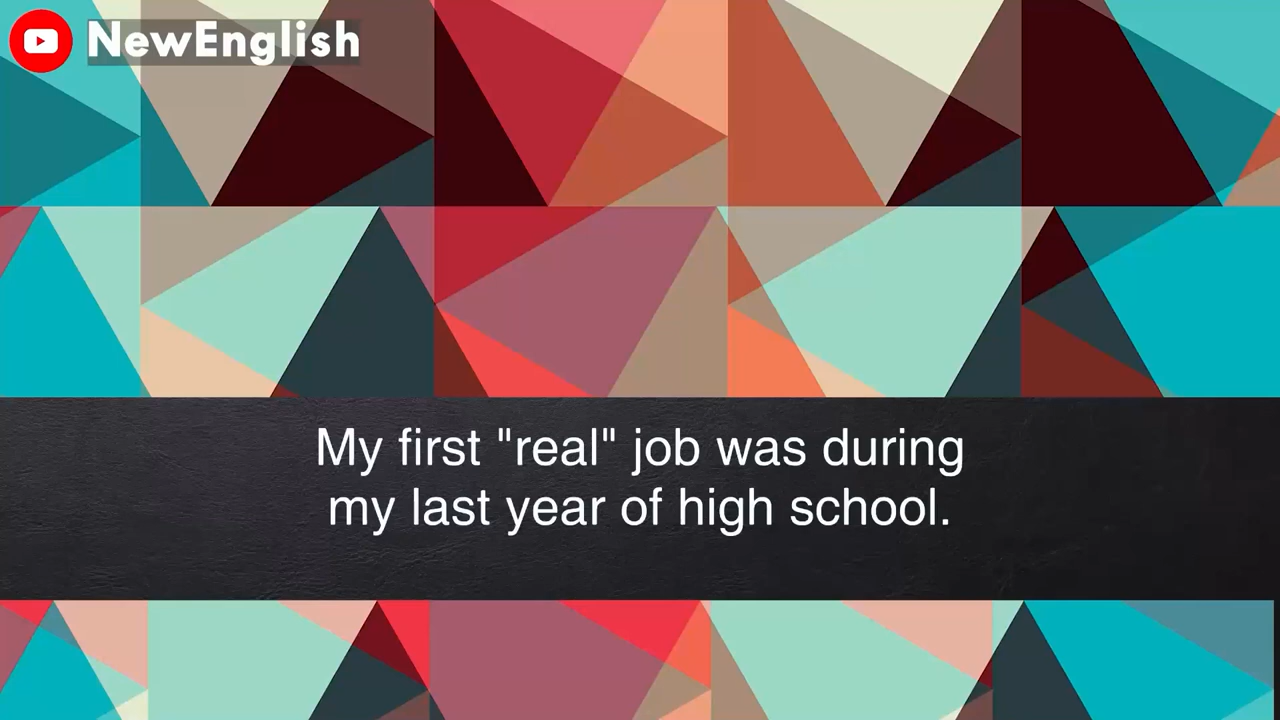 NewEnglish
My first "real" job was during
my last year of high school.